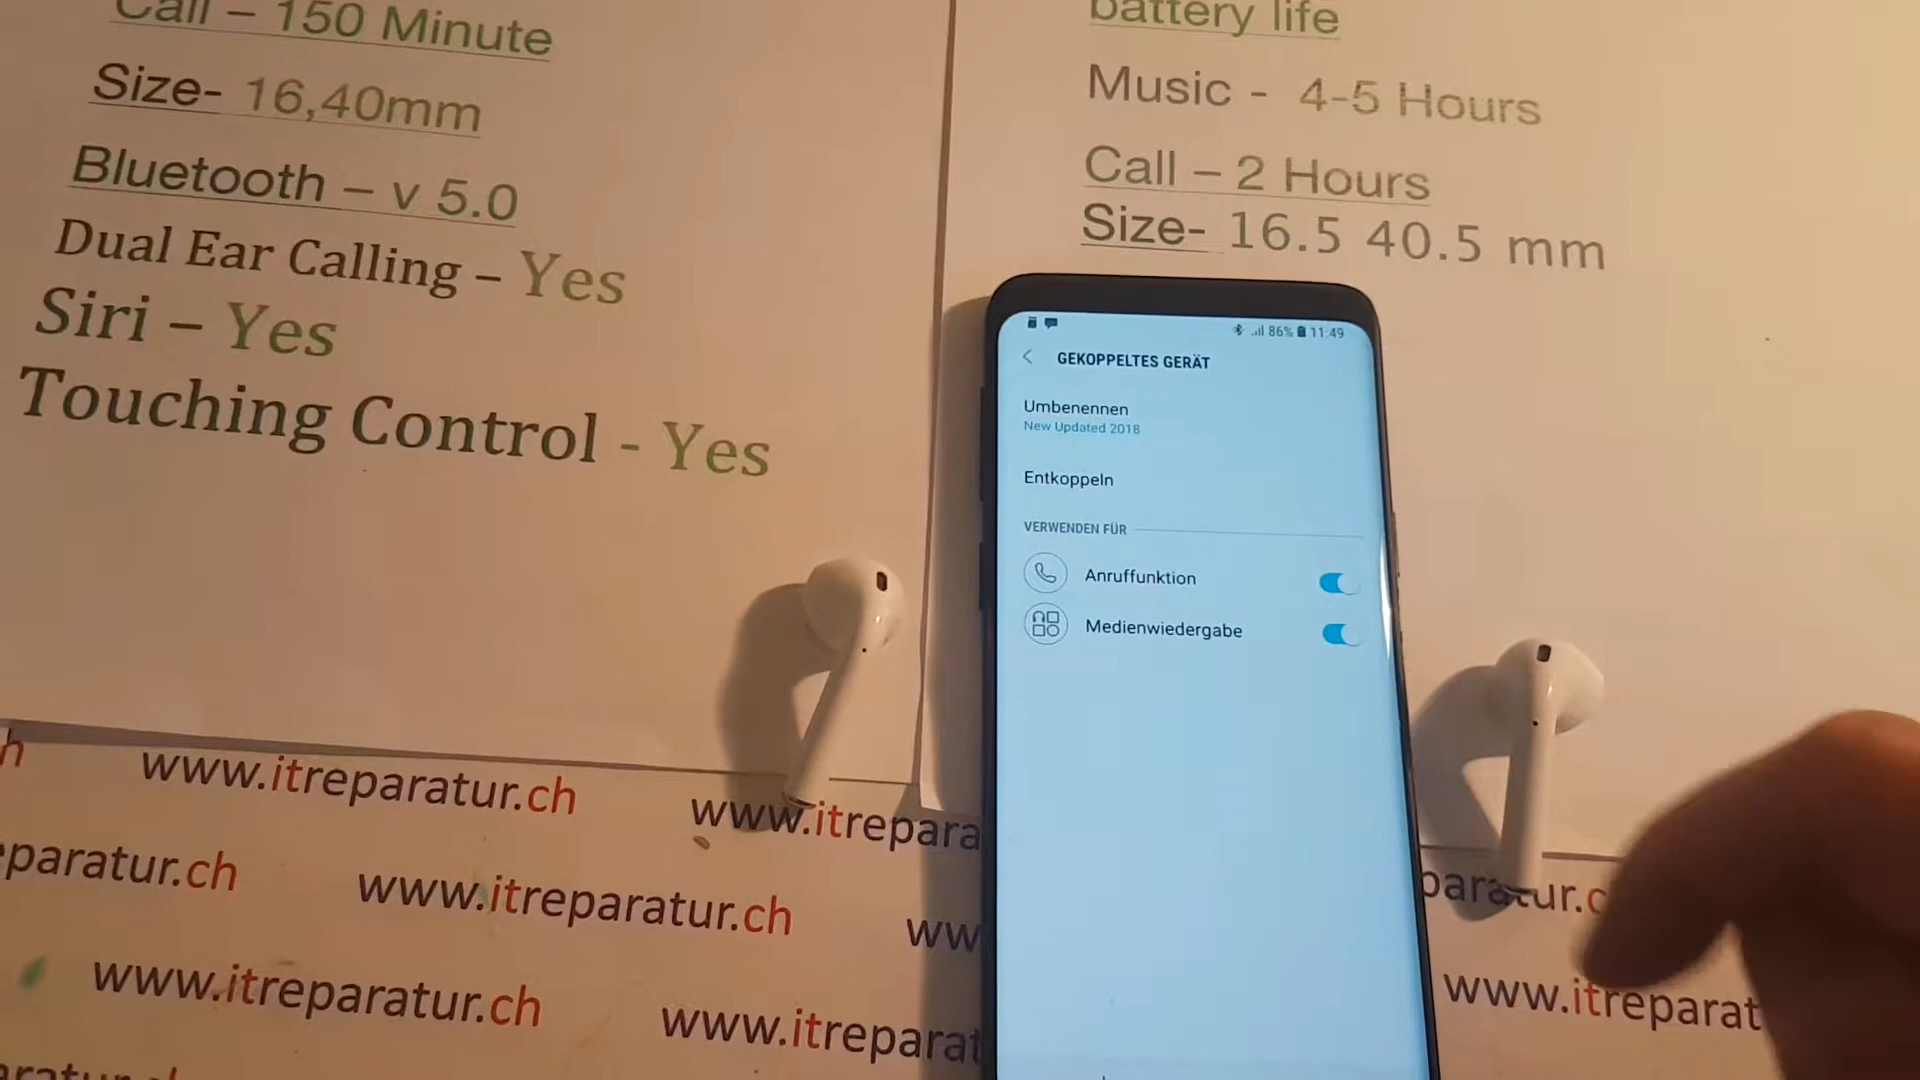 Call – 150 Minute
Size- 16,40mm
Bluetooth – v 5.0
Dual Ear Calling – Yes
Siri – Yes
Touching Control - Yes
battery life
Music - 4-5 Hours
Call – 2 Hours
Size- 16.5 40.5 mm
86% 11:49
GEKOPPELTES GERÄT
Umbenennen
New Updated 2018
Entkoppeln
VERWENDEN FÜR
Anruffunktion
Medienwiedergabe
h www.itreparatur.ch www.itrepara
paratur.ch www.itreparatur.ch ww paratur.c
www.itreparatur.ch www.itreparat www.itreparat